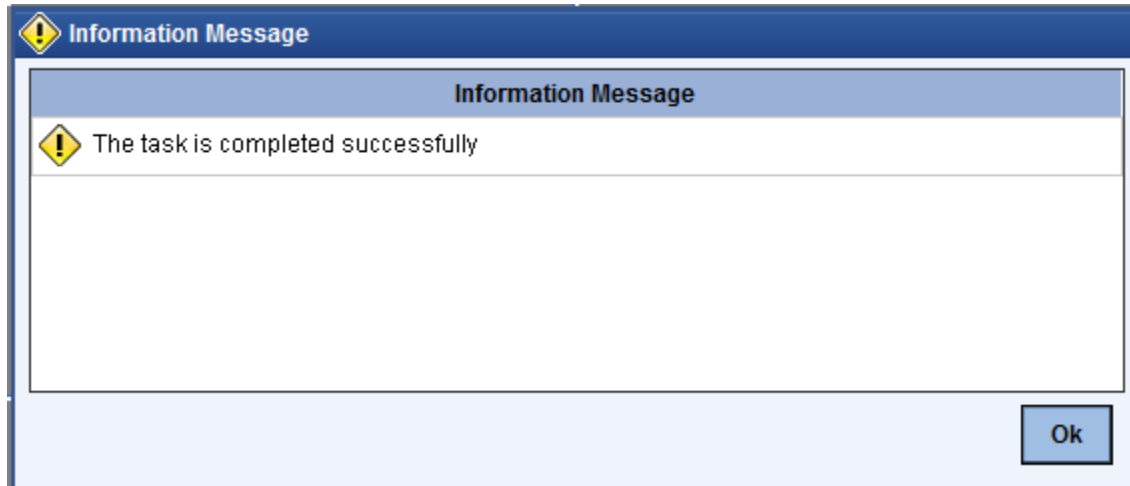 Information Message
Information Message
The task is completed successfully
Ok